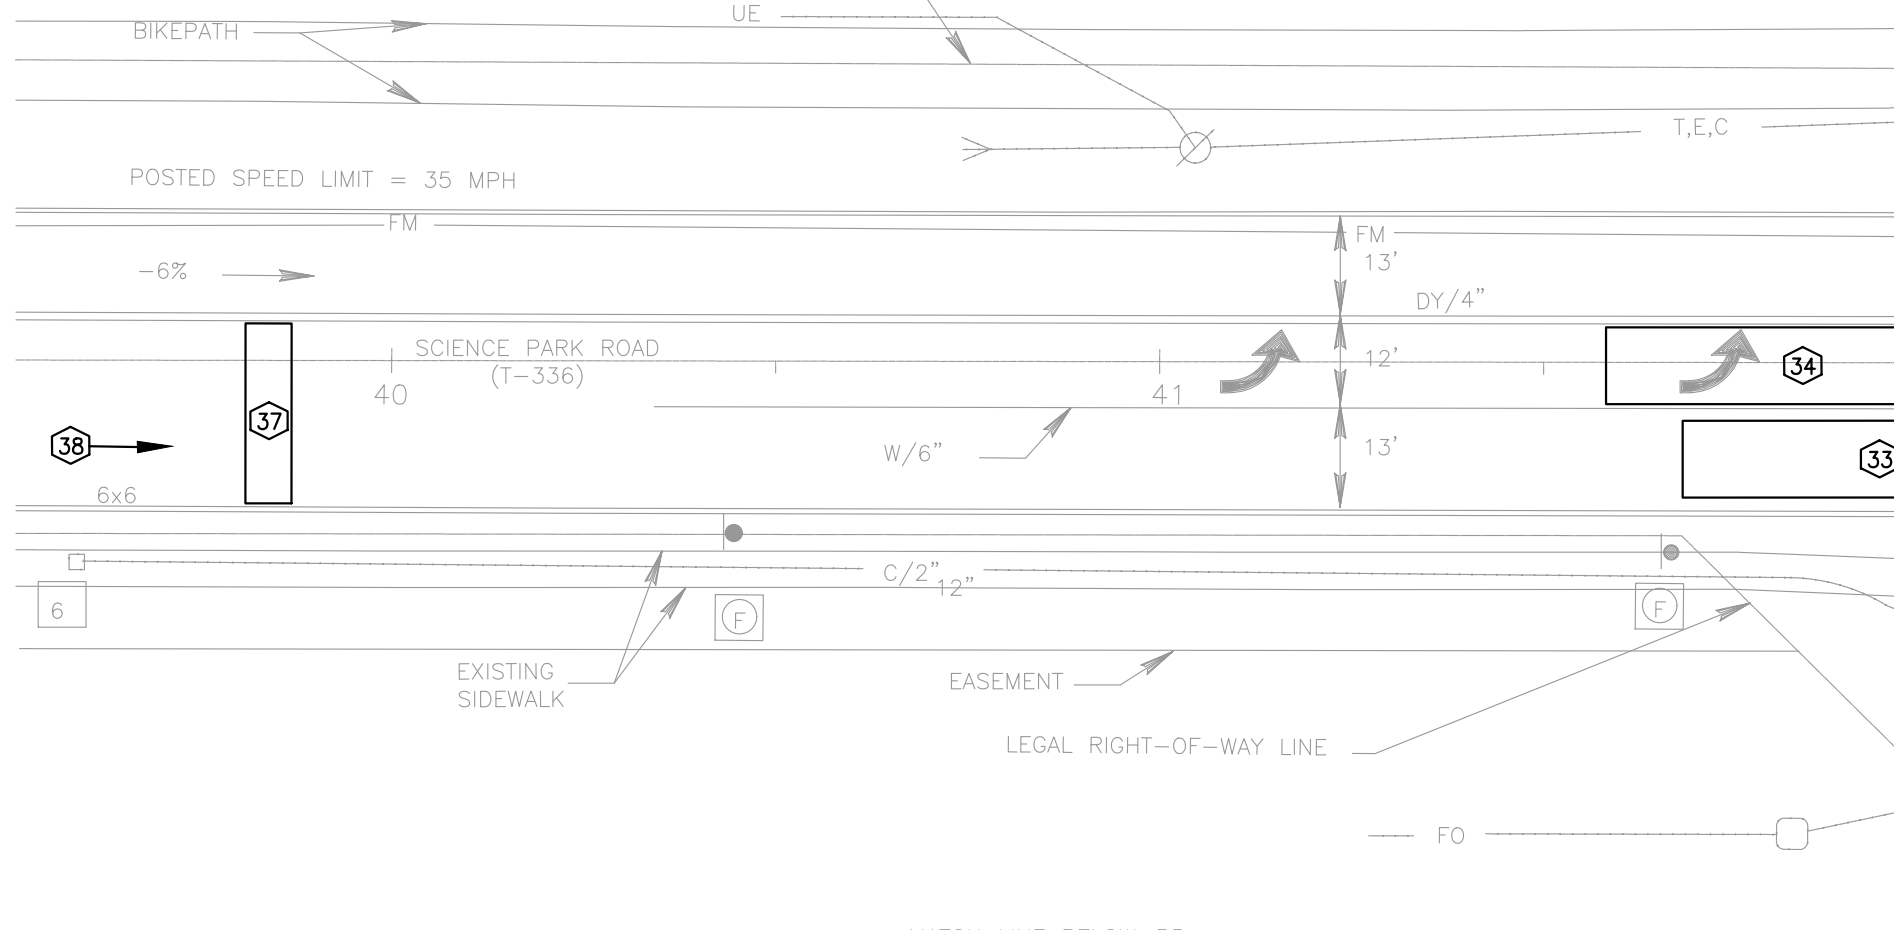 UE
BIKEPATH
T,E,C
POSTED SPEED LIMIT = 35 MPH
FM
FM
13'
-6%
DY/4"
SCIENCE PARK ROAD
(T-336)
12'
34
40
41
37
38
W/6"
13'
33
6x6
C/2"
12"
6
F
F
EXISTING
SIDEWALK
EASEMENT
LEGAL RIGHT-OF-WAY LINE
FO